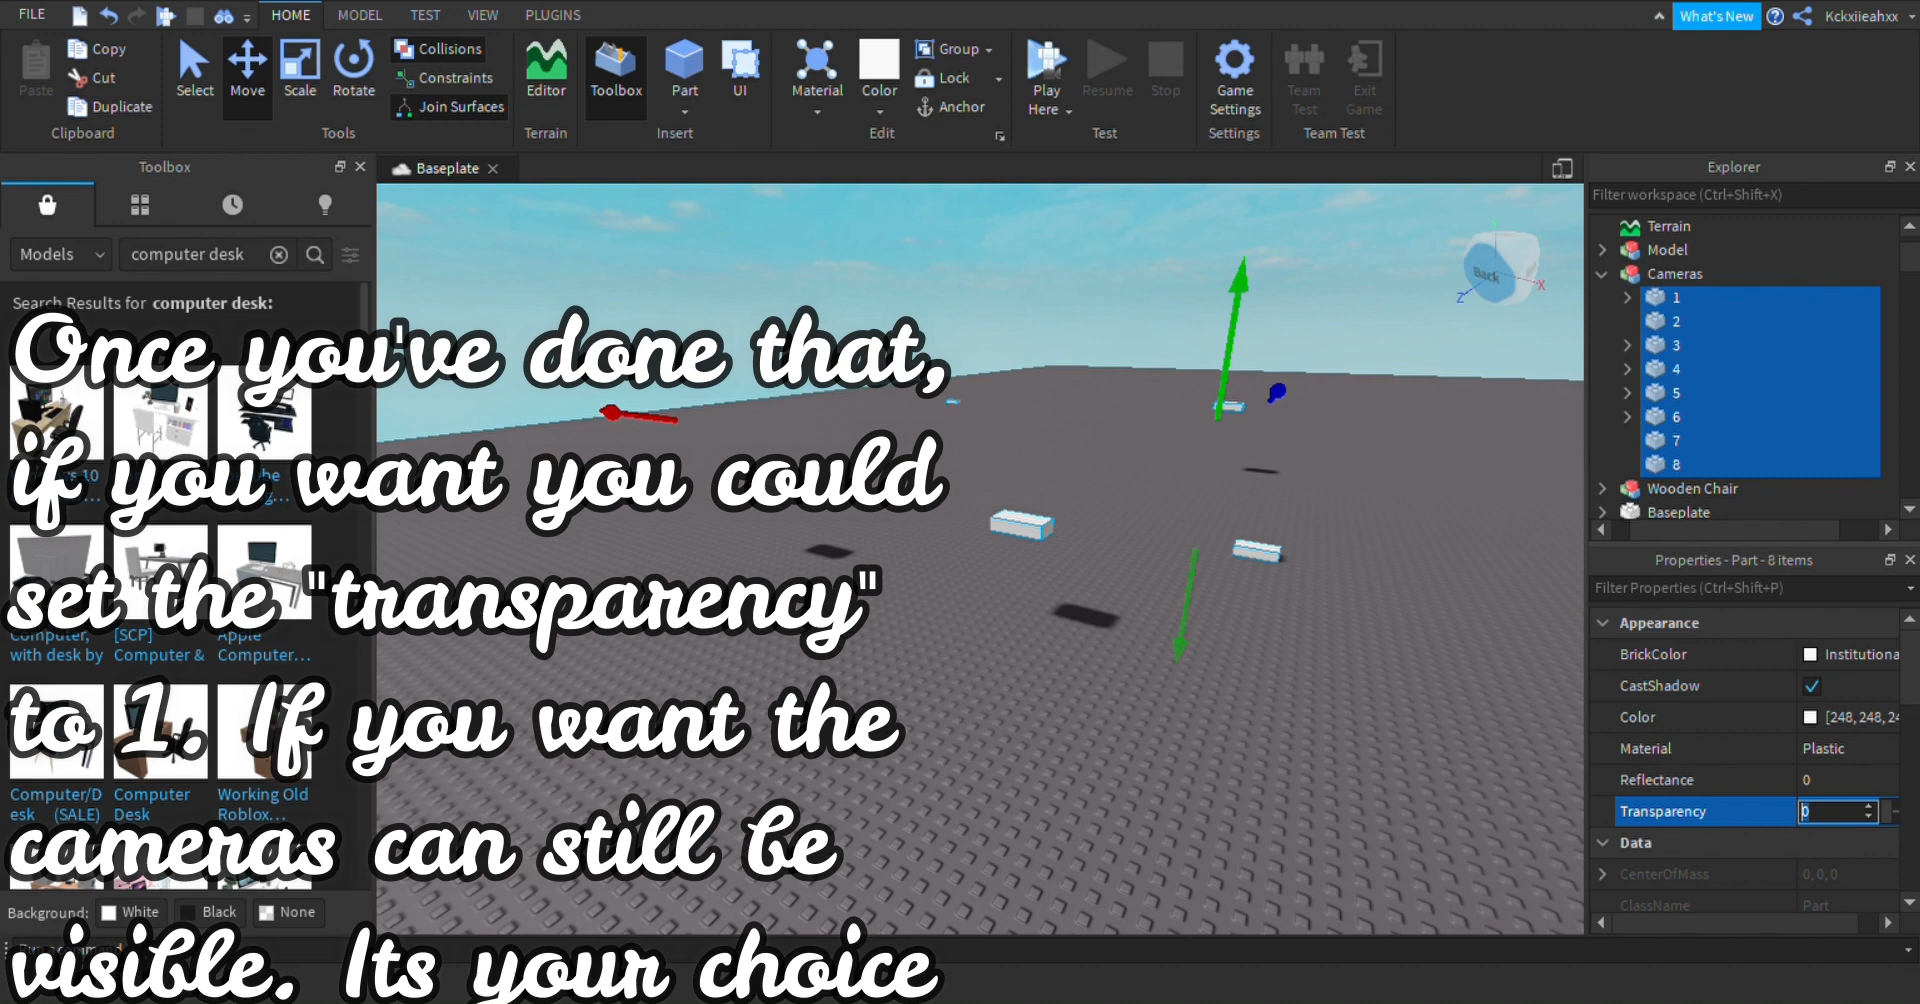 FILE HOME MODEL TEST VIEW PLUGINS What's New Kckxiieahxx
Paste Copy Cut Duplicate
Clipboard
Select Move Scale Rotate Collisions Constraints Join Surfaces
Tools
Editor
Terrain
Toolbox Part UI
Insert
Material Color Group Lock Anchor
Edit
Play Here Resume Stop
Test
Game Settings
Settings
Team Test Exit Game
Team Test
Toolbox
Models computer desk
Search Results for computer desk:
Computer, with desk by
[SCP] Computer &
Apple Computer...
Computer/D esk (SALE)
Computer Desk
Working Old Roblox...
Background: White Black None
Baseplate
Back
X
Z
Once you've done that,
if you want you could
set the "transparency"
to 1. If you want the
cameras can still be
visible. Its your choice
Explorer
Filter workspace (Ctrl+Shift+X)
Terrain
Model
Cameras
1
2
3
4
5
6
7
8
Wooden Chair
Baseplate
Properties - Part - 8 items
Filter Properties (Ctrl+Shift+P)
Appearance
BrickColor Institutiona
CastShadow
Color [248, 248, 24
Material Plastic
Reflectance 0
Transparency 0
Data
CenterOfMass 0, 0, 0
ClassName Part